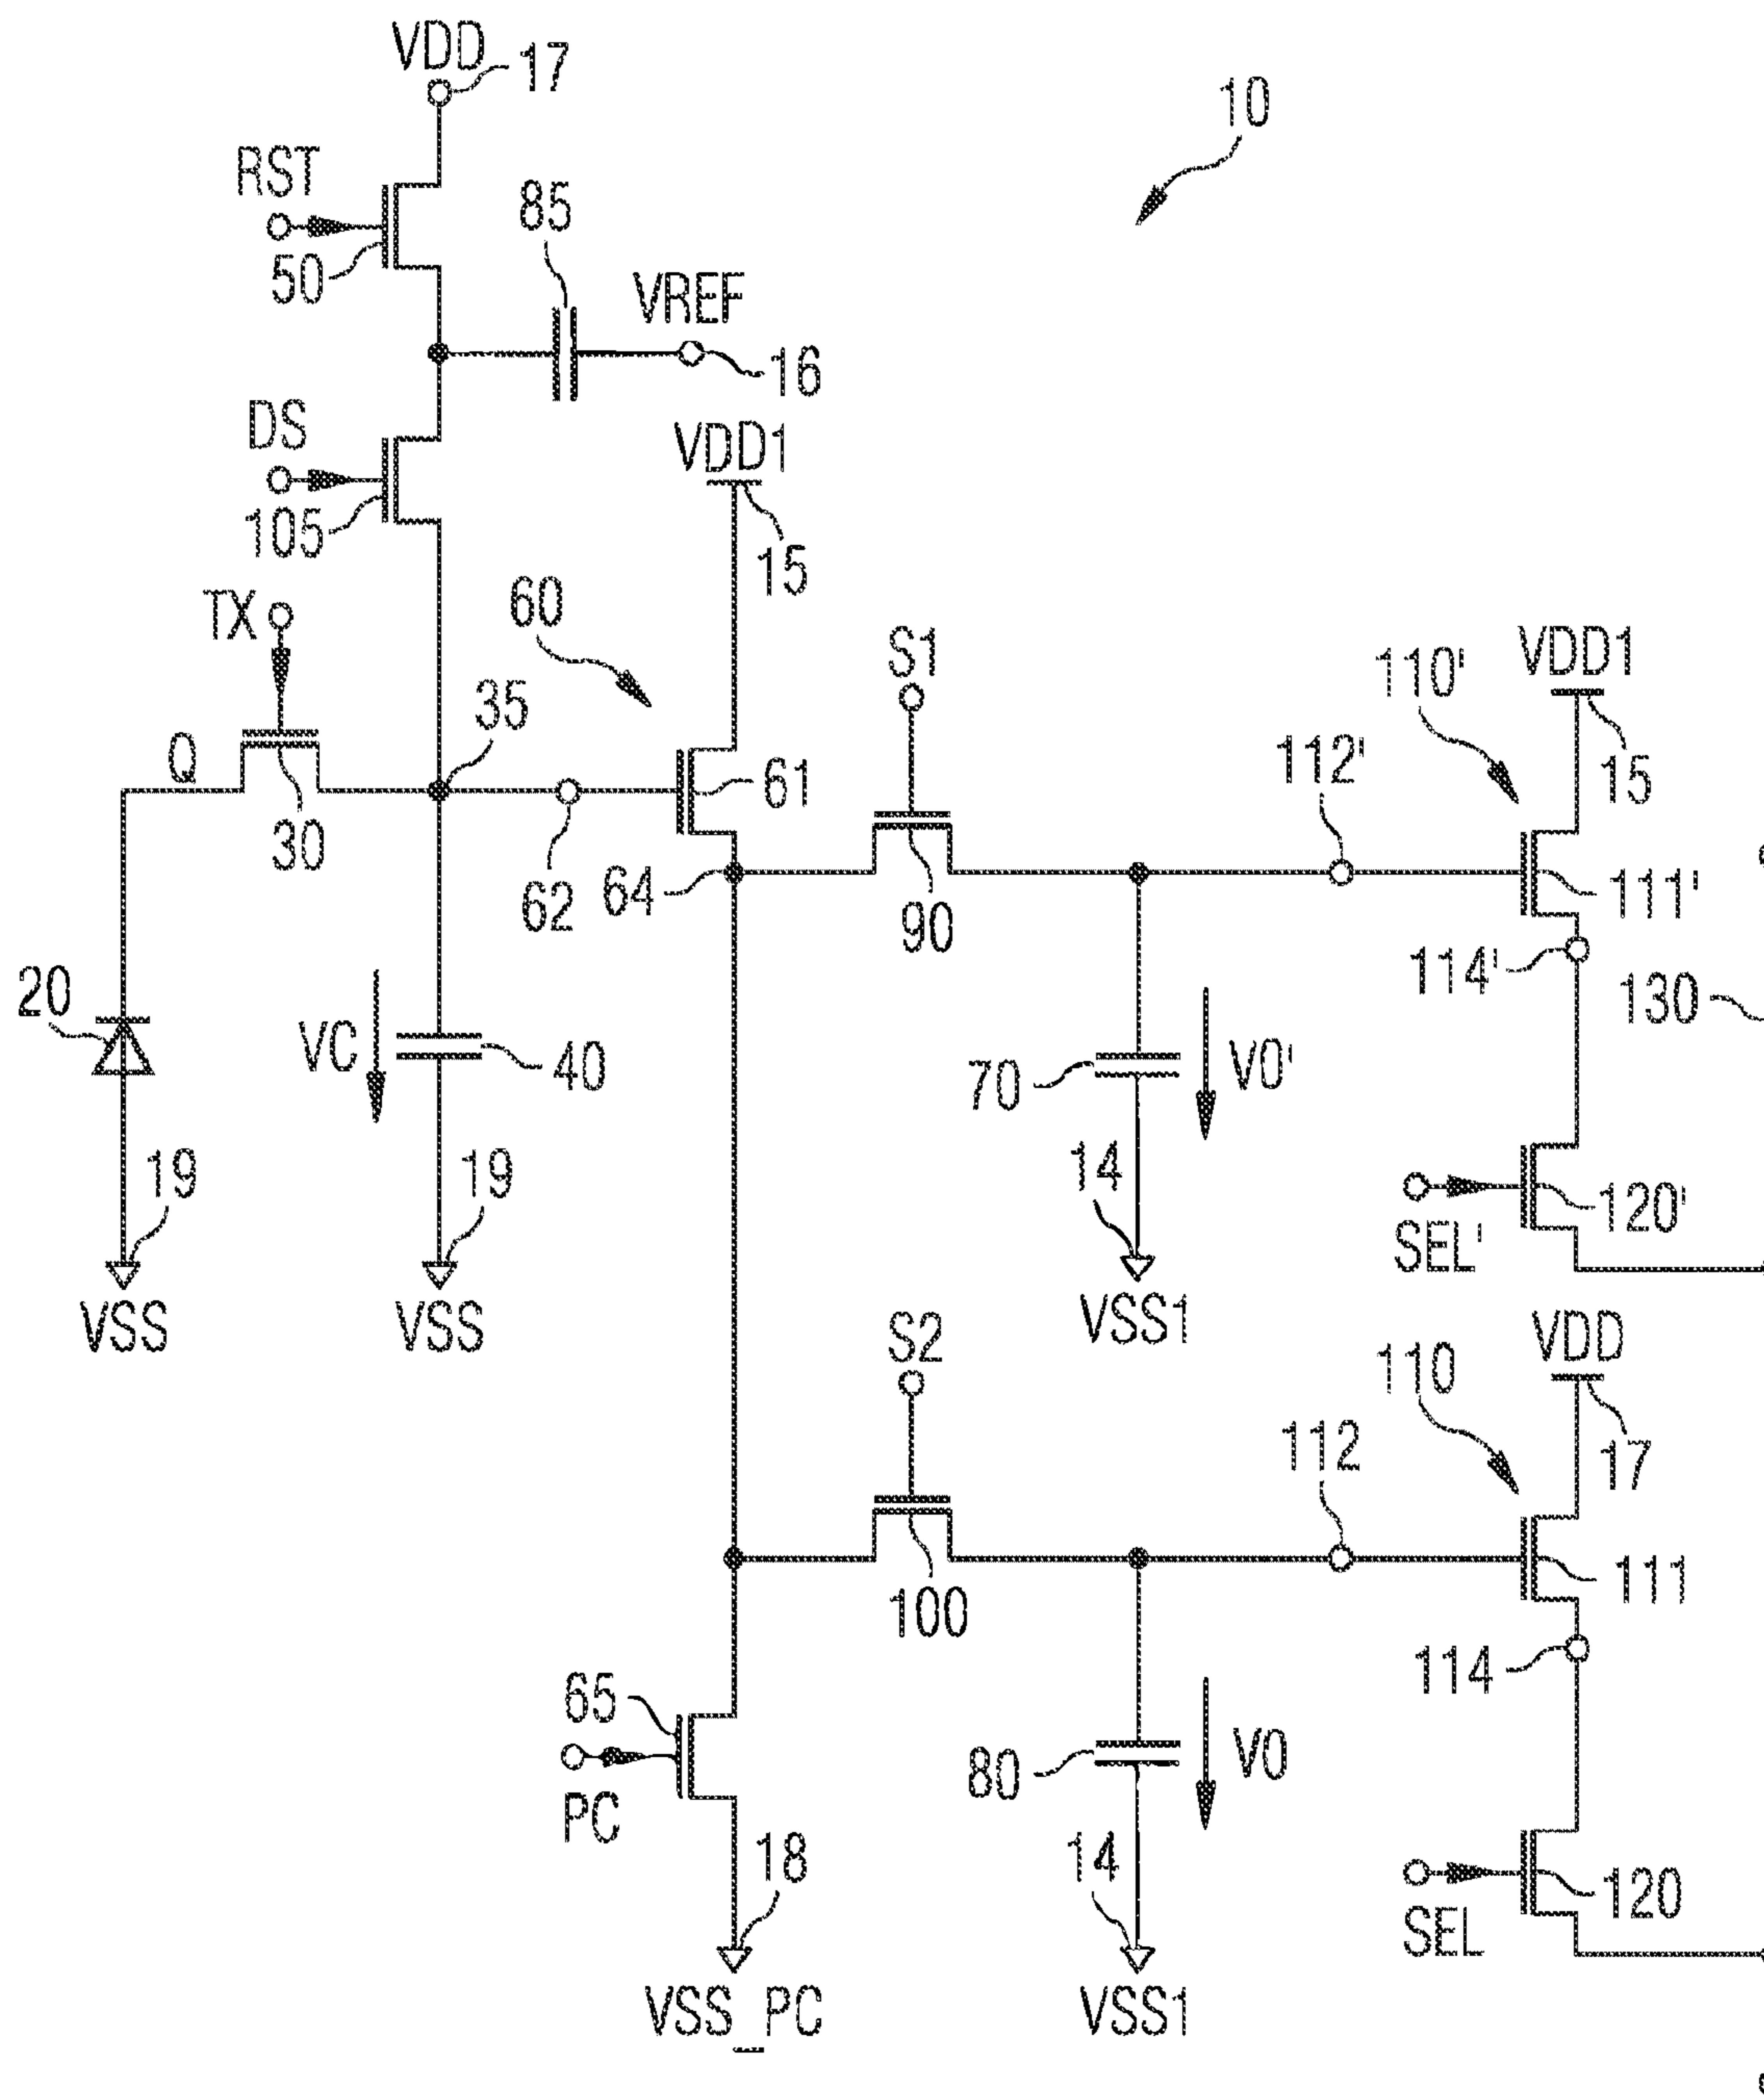 VDD
17
10
RST
50
85
VREF
16
DS
105
VDD1
15
TX
60
S1
110'
VDD1
15
Q
30
35
61
112'
62
64
90
111'
114'
130
20
VC
40
70
V0'
19
19
14
120'
SEL'
VSS
VSS
VSS1
S2
110
VDD
17
112
100
111
114
65
PC
80
V0
18
14
120
SEL
VSS_PC
VSS1